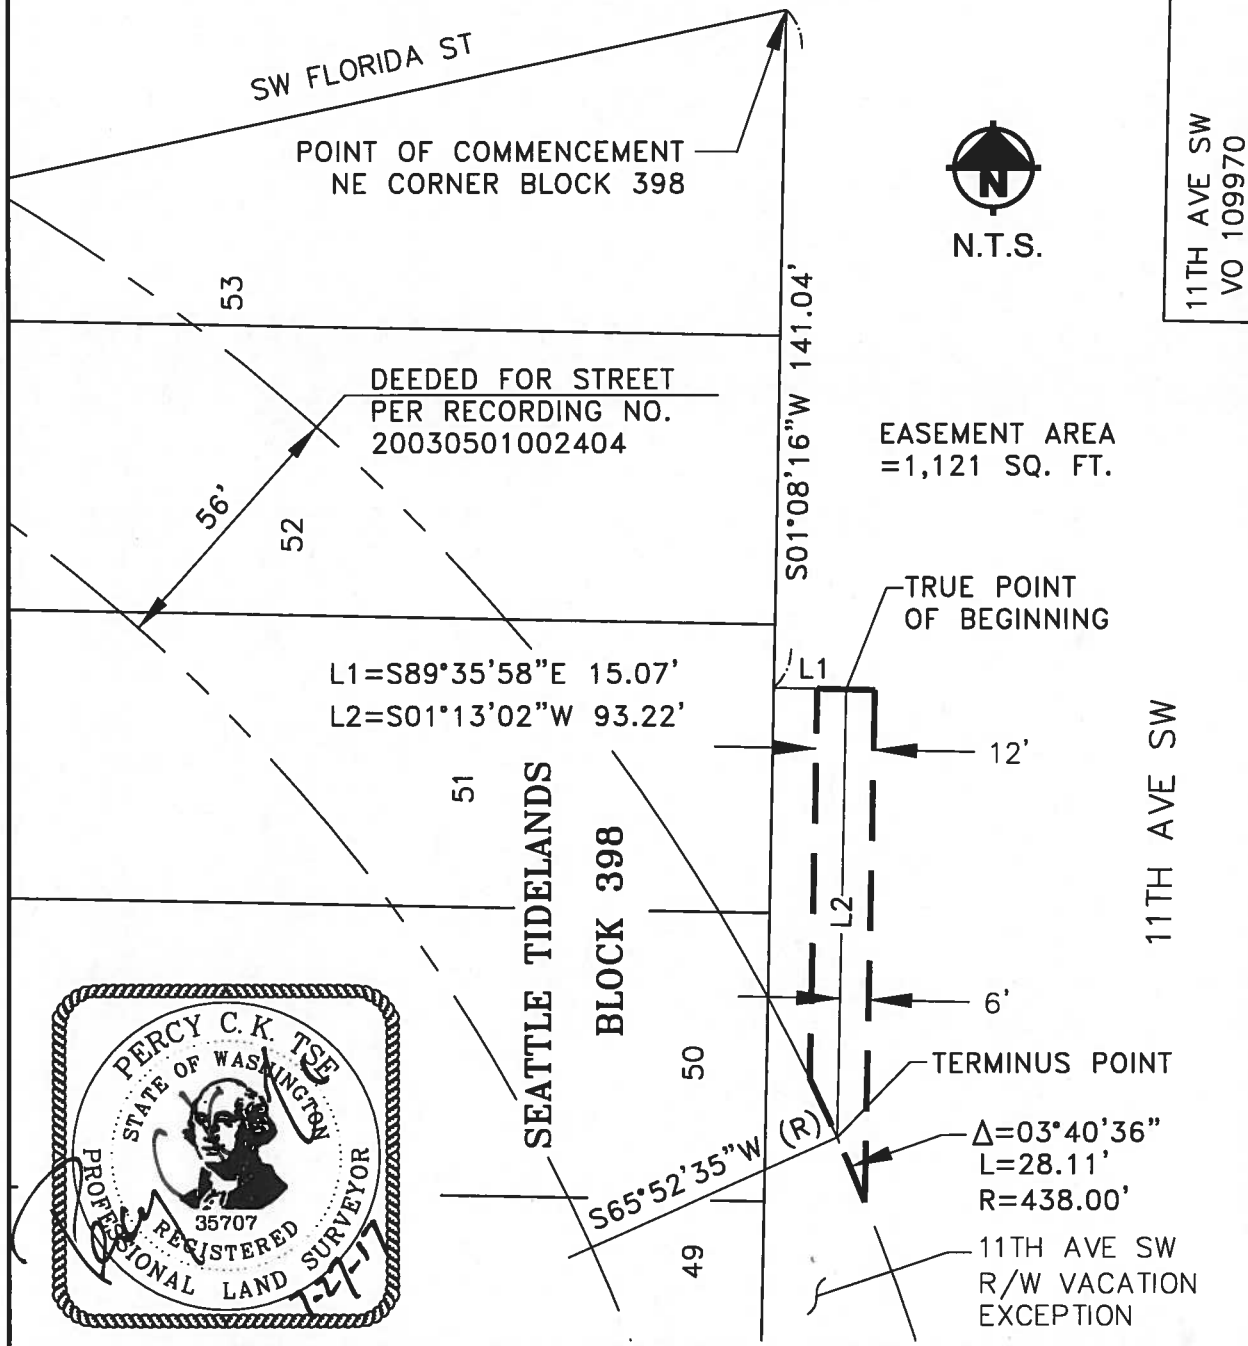 SW FLORIDA ST
POINT OF COMMENCEMENT
NE CORNER BLOCK 398
N
N.T.S.
11TH AVE SW
VO 109970
53
S01°08'16"W 141.04'
DEEDED FOR STREET
PER RECORDING NO.
20030501002404
EASEMENT AREA
=1,121 SQ. FT.
56'
52
TRUE POINT
OF BEGINNING
L1=S89°35'58"E 15.07'
L2=S01°13'02"W 93.22'
L1
12'
51
SEATTLE TIDELANDS
BLOCK 398
L2
11TH AVE SW
6'
50
TERMINUS POINT
S65°52'35"W (R)
Δ=03°40'36"
L=28.11'
R=438.00'
49
11TH AVE SW
R/W VACATION
EXCEPTION
PERCY C. K. TSE
STATE OF WASHINGTON
35707
REGISTERED
PROFESSIONAL LAND SURVEYOR
7-27-17